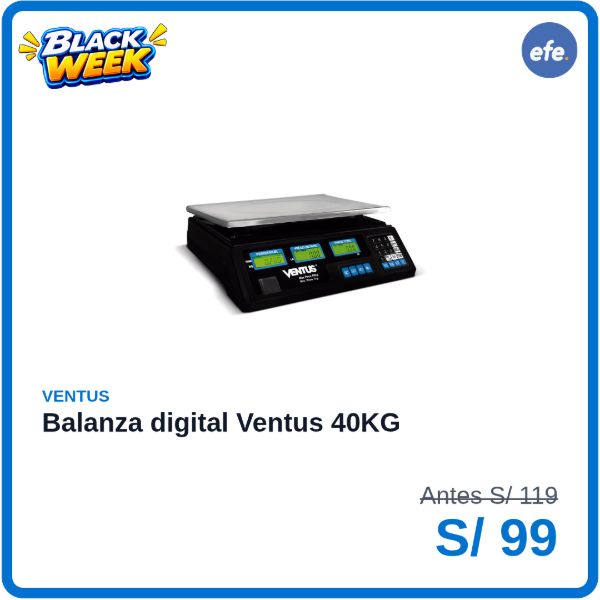 BLACK
WEEK
efe.
VENTUS
VENTUS
Balanza digital Ventus 40KG
Antes S/ 119
S/ 99